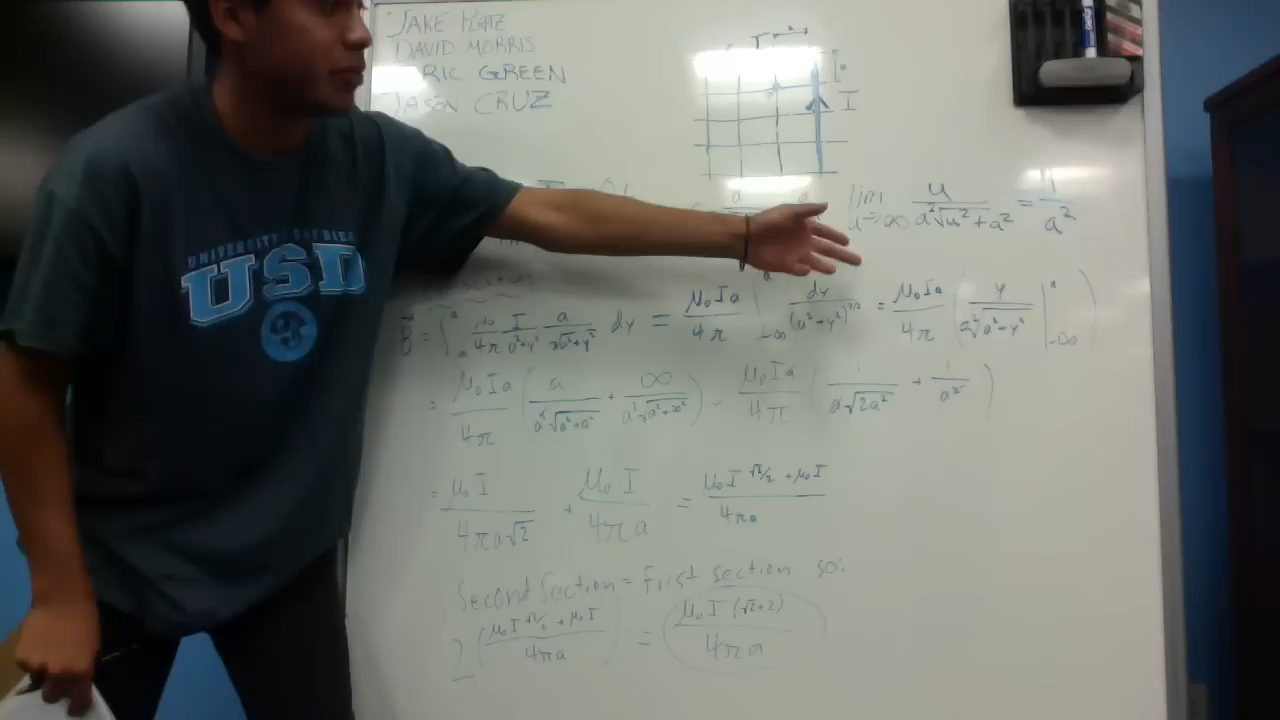 JAKE
DAVID MORRIS
ERIC GREEN
JASON CRUZ
I
a
I
lim u→∞ u/(a²√(u²+a²)) = 1/a²
UNIVERSITY OF SAN DIEGO
USD
B⃗ = ∫ μ₀/4π I/(a²+y²) a/√(a²+y²) dy = μ₀Ia/4π ∫_{-∞}^{a} dy/(a²+y²)^{3/2} = μ₀Ia/4π ( y/(a²√(a²+y²)) |_{-∞}^{a} )
= μ₀Ia/4π ( a/(a²√(a²+a²)) + ∞/(a²√(a²+∞²)) ) = μ₀Ia/4π ( 1/(a√(2a²)) + 1/a² )
= μ₀I/(4πa√2) + μ₀I/(4πa) = (μ₀I √2/2 + μ₀I)/(4πa)
Second Section = First section so:
2 ( (μ₀I √2/2 + μ₀I)/(4πa) ) = μ₀I(√2+2)/(4πa)